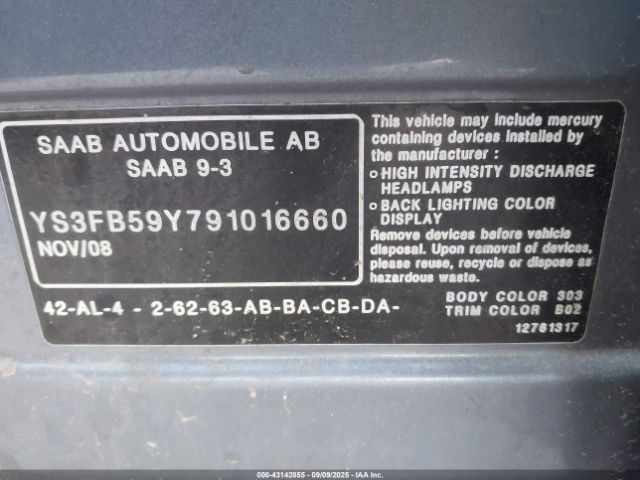 SAAB AUTOMOBILE AB
SAAB 9-3
YS3FB59Y791016660
NOV/08
42-AL-4 - 2-62-63-AB-BA-CB-DA-
This vehicle may include mercury
containing devices installed by
the manufacturer :
o HIGH INTENSITY DISCHARGE
HEADLAMPS
o BACK LIGHTING COLOR
DISPLAY
Remove devices before vehicle
disposal. Upon removal of devices,
please reuse, recycle or dispose as
hazardous waste.
BODY COLOR 303
TRIM COLOR B02
12761317
000-43142655 - 09/09/2025 - IAA Inc.